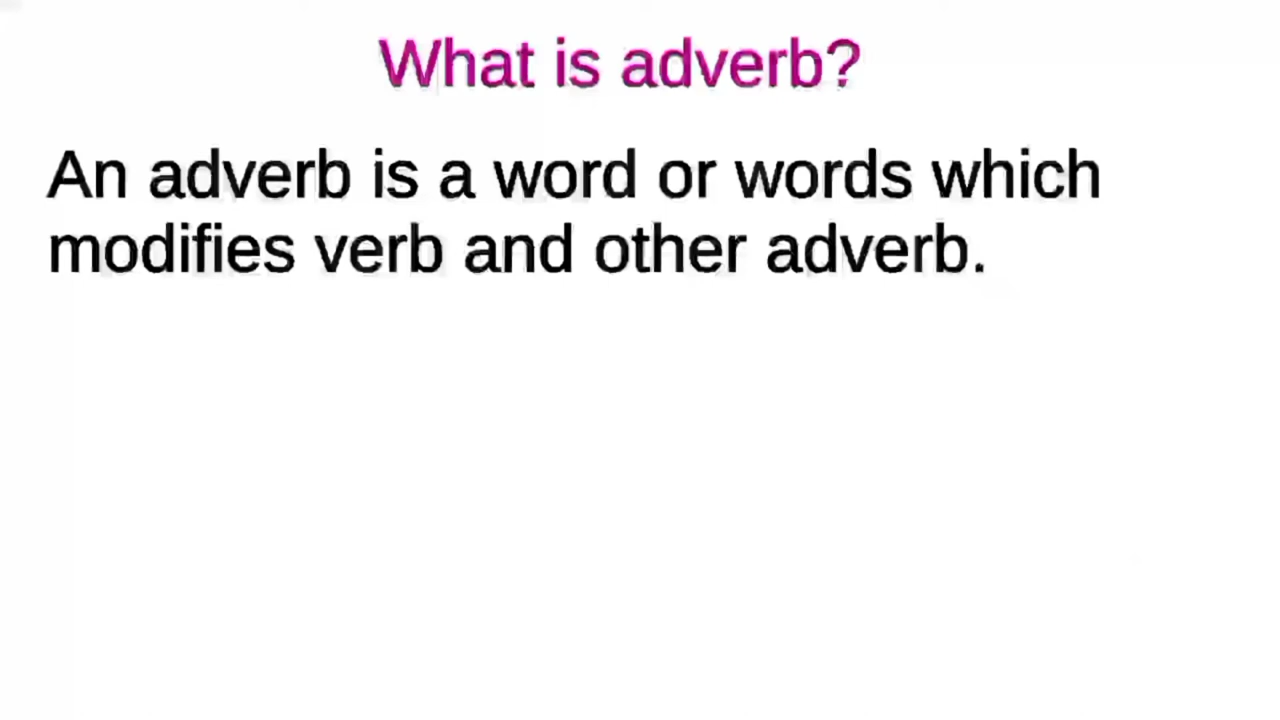 What is adverb?
An adverb is a word or words which
modifies verb and other adverb.